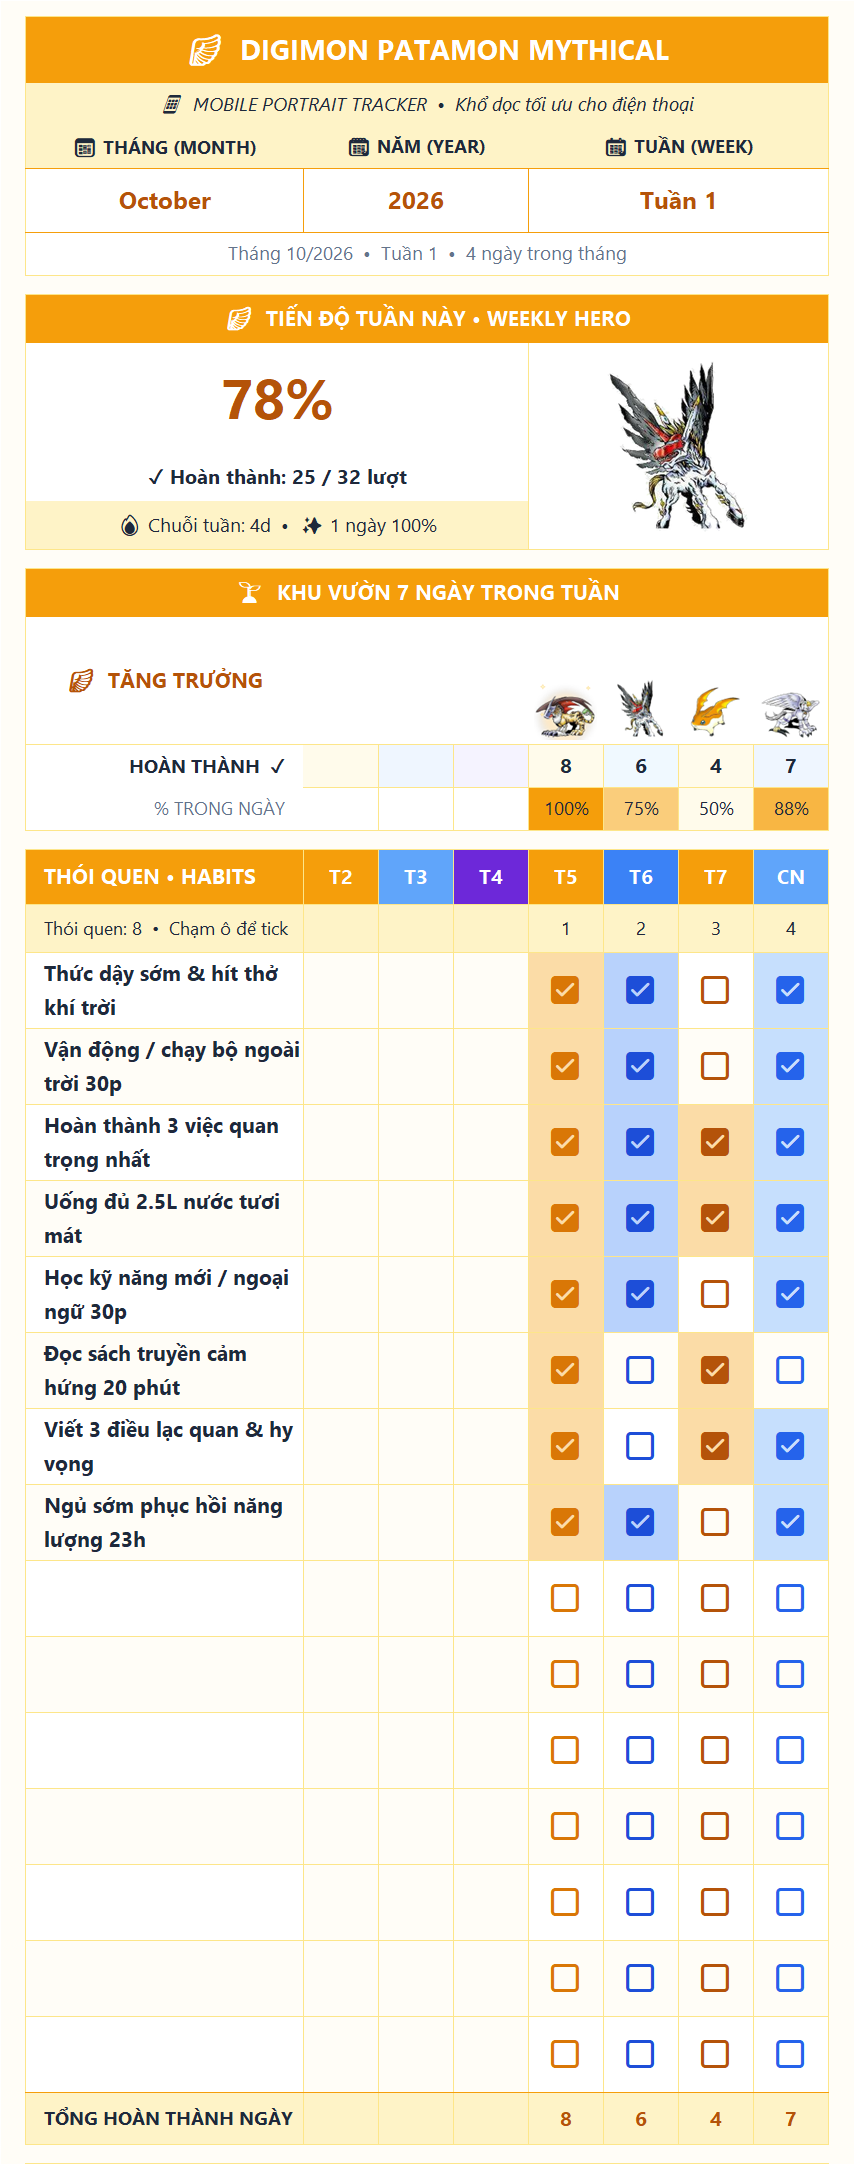 DIGIMON PATAMON MYTHICAL
MOBILE PORTRAIT TRACKER • Khổ dọc tối ưu cho điện thoại
THÁNG (MONTH) NĂM (YEAR) TUẦN (WEEK)
October 2026 Tuần 1
Tháng 10/2026 • Tuần 1 • 4 ngày trong tháng
TIẾN ĐỘ TUẦN NÀY • WEEKLY HERO
78%
✓ Hoàn thành: 25 / 32 lượt
Chuỗi tuần: 4d • 1 ngày 100%
KHU VƯỜN 7 NGÀY TRONG TUẦN
TĂNG TRƯỞNG
HOÀN THÀNH ✓ 8 6 4 7
% TRONG NGÀY 100% 75% 50% 88%
THÓI QUEN • HABITS T2 T3 T4 T5 T6 T7 CN
Thói quen: 8 • Chạm ô để tick 1 2 3 4
Thức dậy sớm & hít thở
khí trời
Vận động / chạy bộ ngoài
trời 30p
Hoàn thành 3 việc quan
trọng nhất
Uống đủ 2.5L nước tươi
mát
Học kỹ năng mới / ngoại
ngữ 30p
Đọc sách truyền cảm
hứng 20 phút
Viết 3 điều lạc quan & hy
vọng
Ngủ sớm phục hồi năng
lượng 23h
TỔNG HOÀN THÀNH NGÀY 8 6 4 7